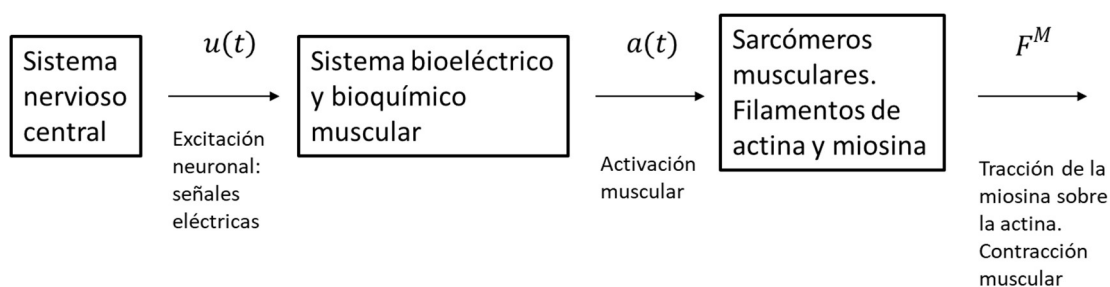 Sistema
nervioso
central
u(t)
Excitación
neuronal:
señales
eléctricas
Sistema bioeléctrico
y bioquímico
muscular
a(t)
Activación
muscular
Sarcómeros
musculares.
Filamentos de
actina y miosina
F^M
Tracción de la
miosina sobre
la actina.
Contracción
muscular